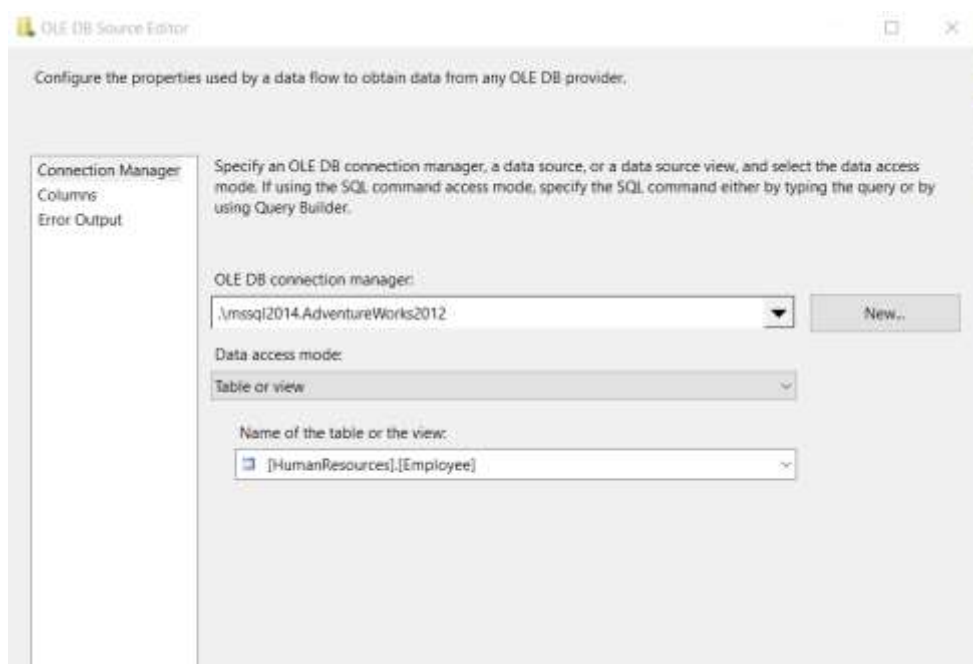 OLE DB Source Editor
Configure the properties used by a data flow to obtain data from any OLE DB provider.
Connection Manager
Columns
Error Output
Specify an OLE DB connection manager, a data source, or a data source view, and select the data access
mode. If using the SQL command access mode, specify the SQL command either by typing the query or by
using Query Builder.
OLE DB connection manager:
.\mssql2014.AdventureWorks2012
New...
Data access mode:
Table or view
Name of the table or the view:
[HumanResources].[Employee]